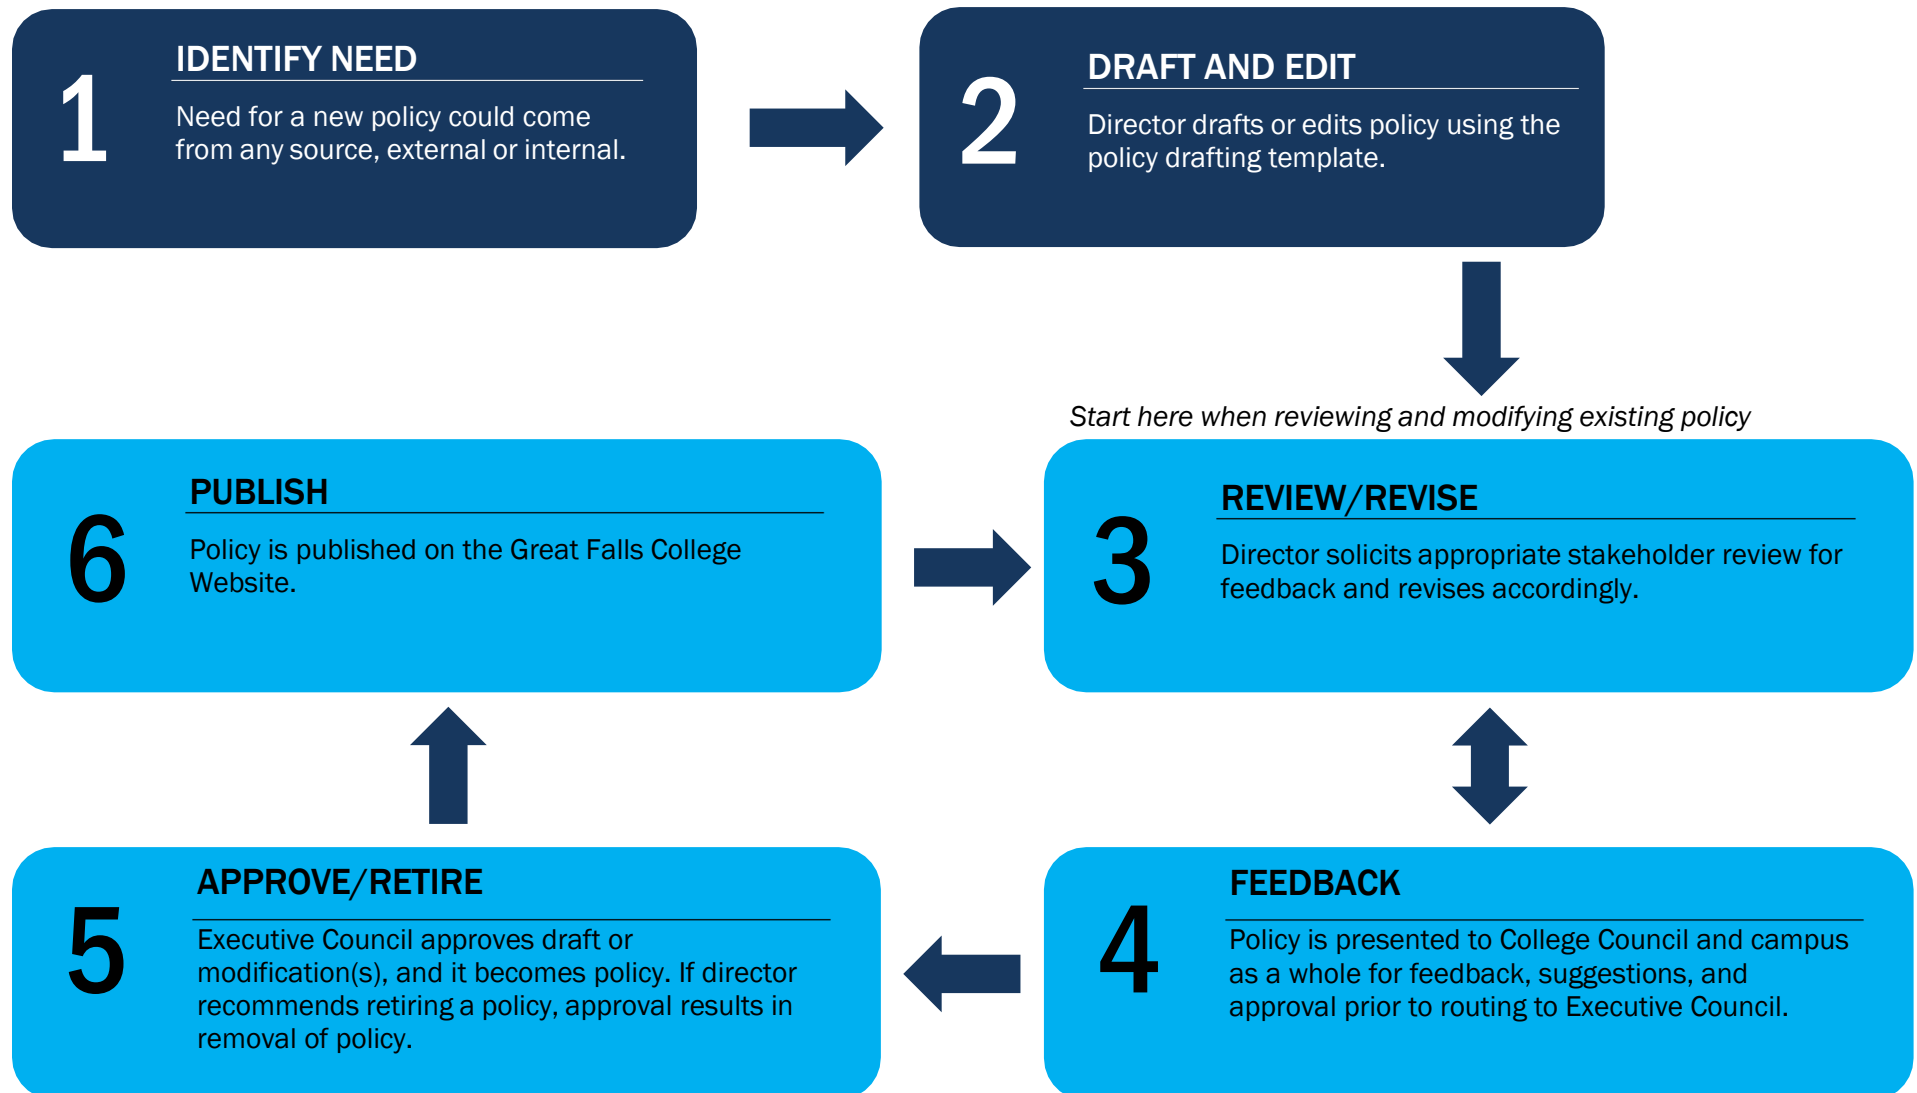 1
IDENTIFY NEED
Need for a new policy could come
from any source, external or internal.
2
DRAFT AND EDIT
Director drafts or edits policy using the
policy drafting template.
Start here when reviewing and modifying existing policy
3
REVIEW/REVISE
Director solicits appropriate stakeholder review for
feedback and revises accordingly.
4
FEEDBACK
Policy is presented to College Council and campus
as a whole for feedback, suggestions, and
approval prior to routing to Executive Council.
5
APPROVE/RETIRE
Executive Council approves draft or
modification(s), and it becomes policy. If director
recommends retiring a policy, approval results in
removal of policy.
6
PUBLISH
Policy is published on the Great Falls College
Website.